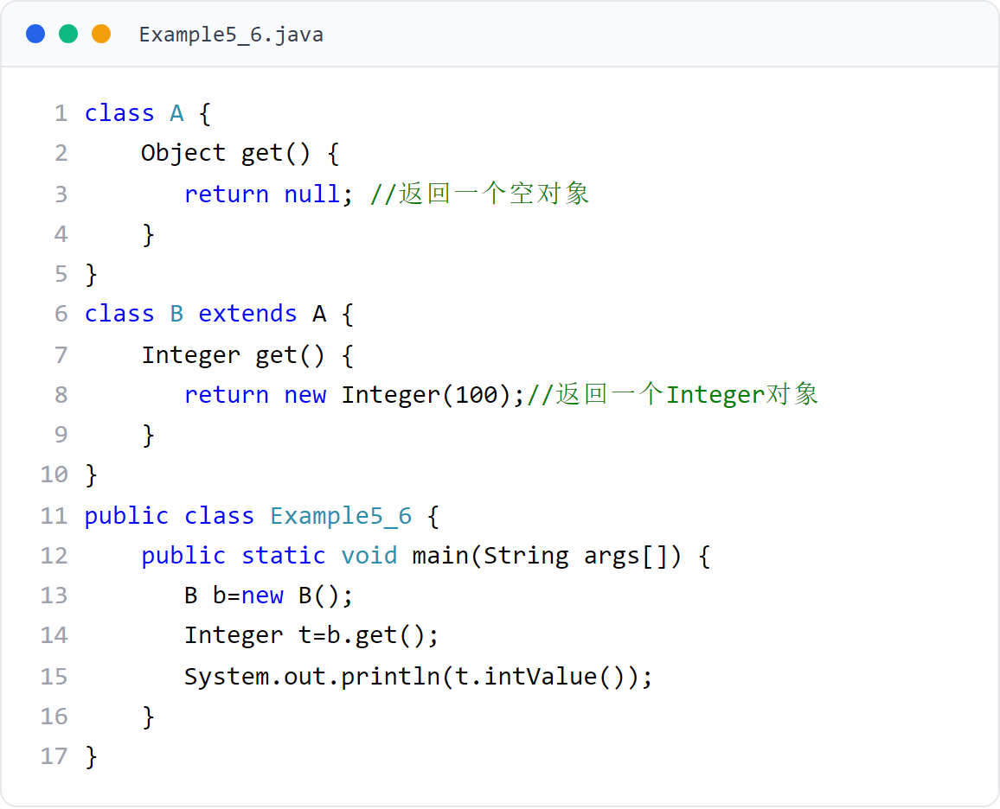 Example5_6.java
1 class A {
2     Object get() {
3        return null; //返回一个空对象
4     }
5 }
6 class B extends A {
7     Integer get() {
8        return new Integer(100);//返回一个Integer对象
9     }
10 }
11 public class Example5_6 {
12     public static void main(String args[]) {
13        B b=new B();
14        Integer t=b.get();
15        System.out.println(t.intValue());
16     }
17 }